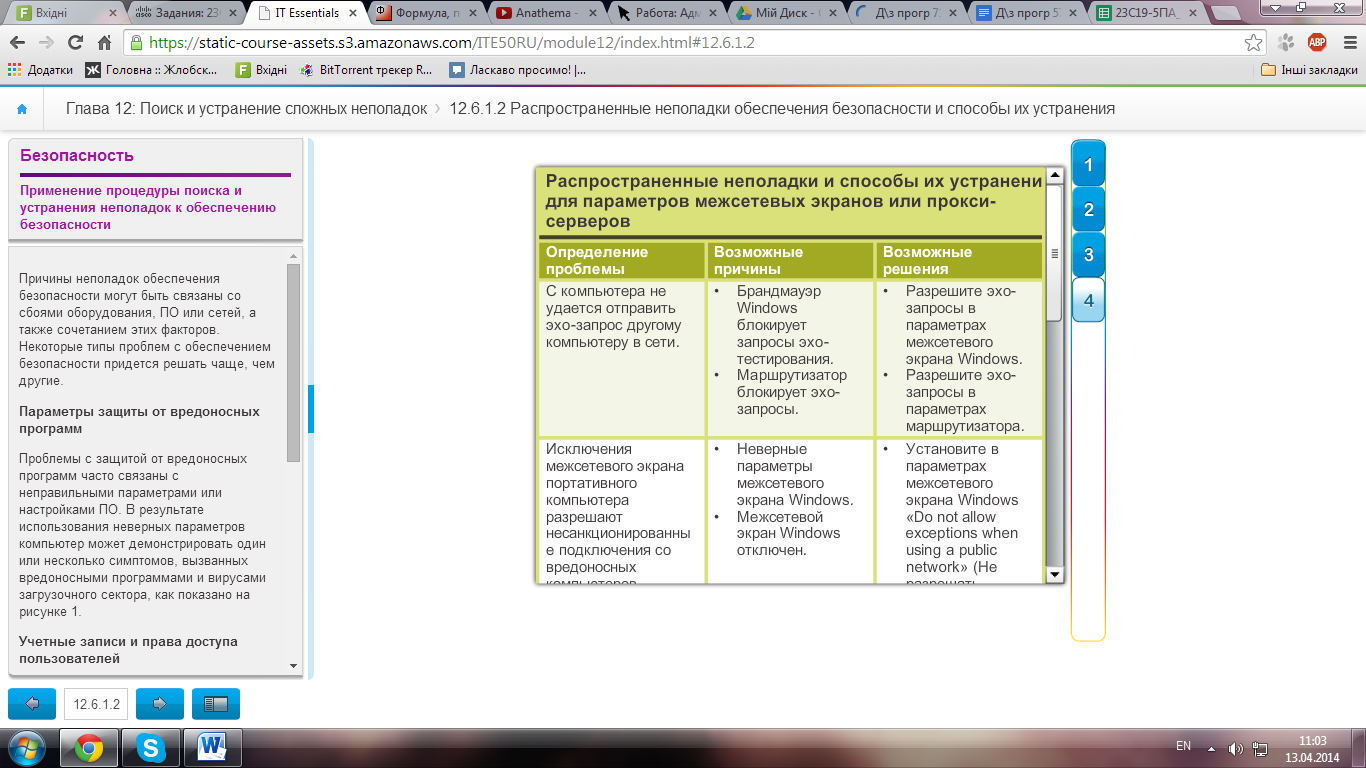 Вхідні
Задания: 23С
IT Essentials
Формула, п
Anathema -
Работа: Адм
Мій Диск - G
Д\з прогр 7
Д\з прогр 5
23С19-5ПА_
https://static-course-assets.s3.amazonaws.com/ITE50RU/module12/index.html#12.6.1.2
ABP
Додатки
Головна :: Жлобск...
Вхідні
BitTorrent трекер R...
Ласкаво просимо! |...
Інші закладки
Глава 12: Поиск и устранение сложных неполадок
12.6.1.2 Распространенные неполадки обеспечения безопасности и способы их устранения
Безопасность
Применение процедуры поиска и
устранения неполадок к обеспечению
безопасности
Причины неполадок обеспечения
безопасности могут быть связаны со
сбоями оборудования, ПО или сетей, а
также сочетанием этих факторов.
Некоторые типы проблем с обеспечением
безопасности придется решать чаще, чем
другие.
Параметры защиты от вредоносных
программ
Проблемы с защитой от вредоносных
программ часто связаны с
неправильными параметрами или
настройками ПО. В результате
использования неверных параметров
компьютер может демонстрировать один
или несколько симптомов, вызванных
вредоносными программами и вирусами
загрузочного сектора, как показано на
рисунке 1.
Учетные записи и права доступа
пользователей
Распространенные неполадки и способы их устранени
для параметров межсетевых экранов или прокси-
серверов
Определение
проблемы
Возможные
причины
Возможные
решения
С компьютера не
удается отправить
эхо-запрос другому
компьютеру в сети.
• Брандмауэр
Windows
блокирует
запросы эхо-
тестирования.
• Маршрутизатор
блокирует эхо-
запросы.
• Разрешите эхо-
запросы в
параметрах
межсетевого
экрана Windows.
• Разрешите эхо-
запросы в
параметрах
маршрутизатора.
Исключения
межсетевого экрана
портативного
компьютера
разрешают
несанкционированны
е подключения со
вредоносных
компьютеров
• Неверные
параметры
межсетевого
экрана Windows.
• Межсетевой
экран Windows
отключен.
• Установите в
параметрах
межсетевого
экрана Windows
«Do not allow
exceptions when
using a public
network» (Не
разрешать
1
2
3
4
12.6.1.2
EN
11:03
13.04.2014